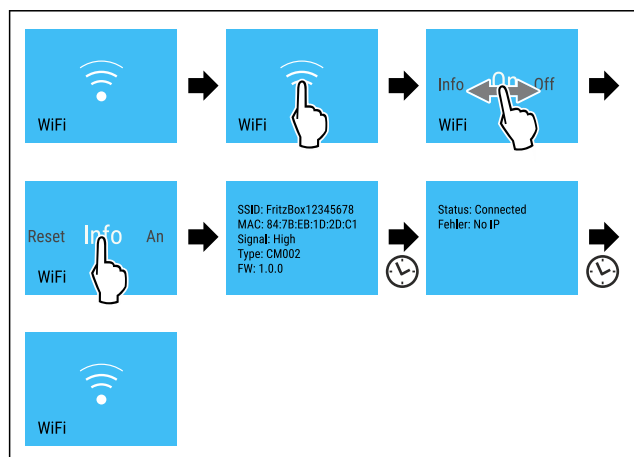 WiFi
WiFi
Info On Off
WiFi
Reset Info An
WiFi
SSID: FritzBox12345678
MAC: 84:7B:EB:1D:2D:C1
Signal: High
Type: CM002
FW: 1.0.0
Status: Connected
Fehler: No IP
WiFi